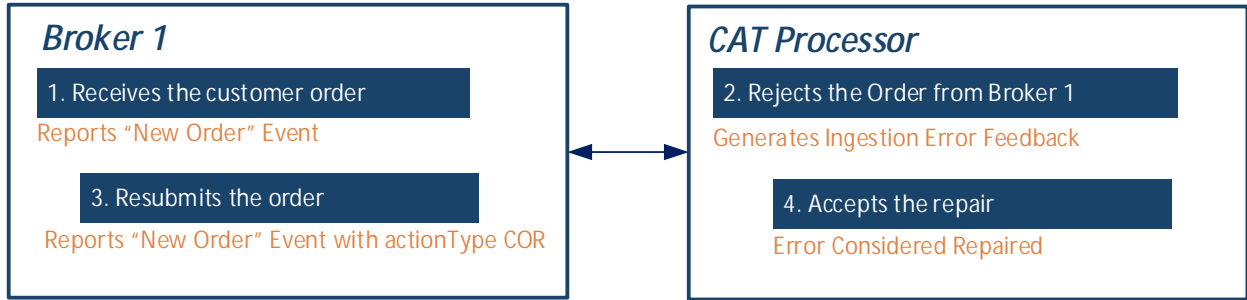 Broker 1
1. Receives the customer order
Reports “New Order” Event
3. Resubmits the order
Reports “New Order” Event with actionType COR
CAT Processor
2. Rejects the Order from Broker 1
Generates Ingestion Error Feedback
4. Accepts the repair
Error Considered Repaired